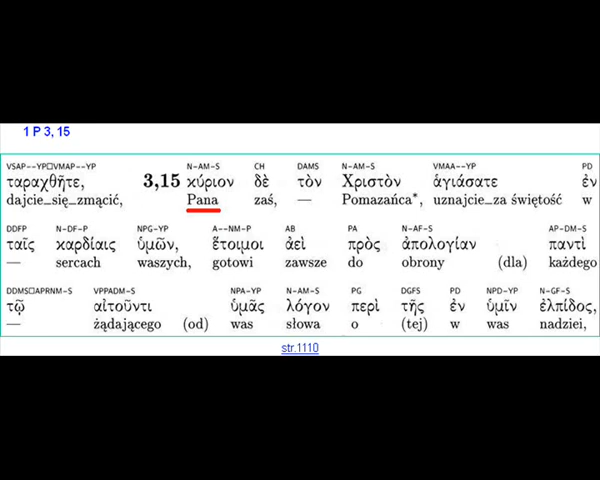 1 P 3, 15
VSAP--YP□VMAP--YP N-AM-S CH DAMS N-AM-S VMAA--YP PD
ταραχθῆτε, 3,15 κύριον δὲ τὸν Χριστὸν ἁγιάσατε ἐν
dajcie_się_zmącić, Pana zaś, — Pomazańca*, uznajcie_za świętość w
DDFP N-DF-P NPG-YP A--NM-P AB PA N-AF-S AP-DM-S
ταῖς καρδίαις ὑμῶν, ἕτοιμοι ἀεὶ πρὸς ἀπολογίαν παντὶ
— sercach waszych, gotowi zawsze do obrony (dla) każdego
DDMS□APRNM-S VPPADM-S NPA-YP N-AM-S PG DGFS PD NPD-YP N-GF-S
τῷ αἰτοῦντι ὑμᾶς λόγον περὶ τῆς ἐν ὑμῖν ἐλπίδος,
— żądającego (od) was słowa o (tej) w was nadziei,
str.1110